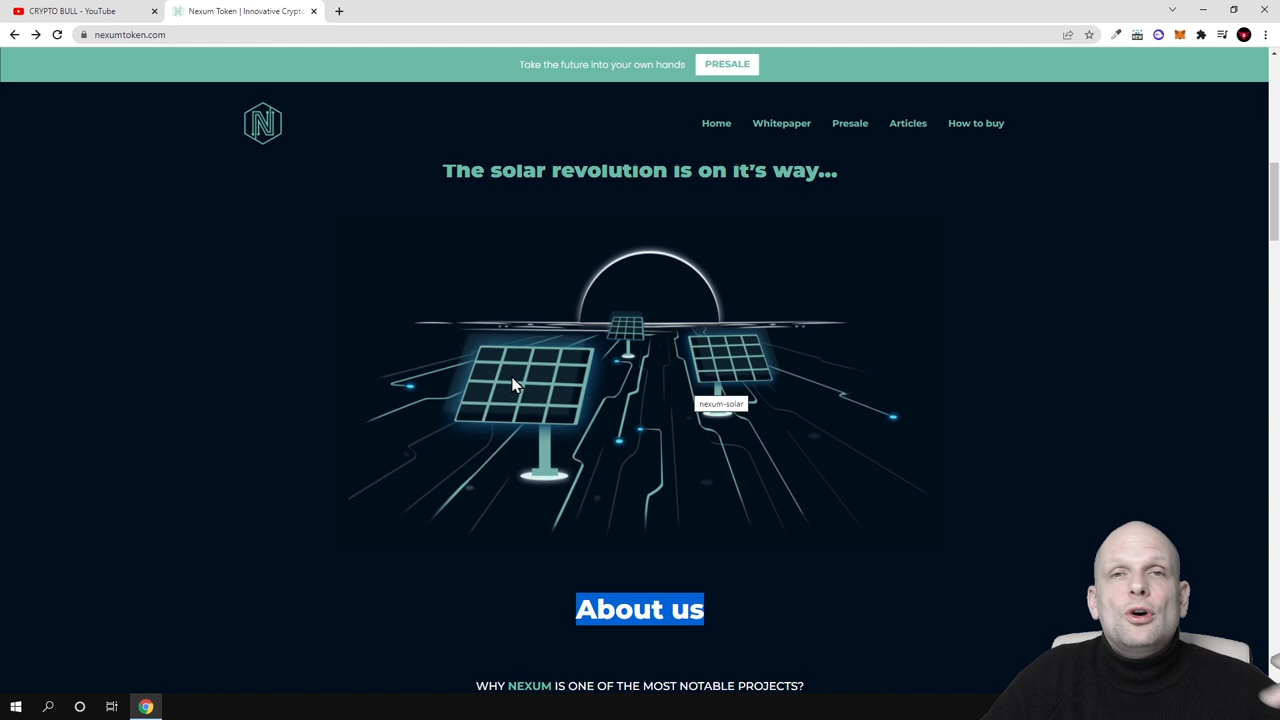 CRYPTO BULL - YouTube
Nexum Token | Innovative Crypto
nexumtoken.com
Take the future into your own hands
PRESALE
Home
Whitepaper
Presale
Articles
How to buy
The solar revolution is on it's way...
nexum-solar
About us
WHY NEXUM IS ONE OF THE MOST NOTABLE PROJECTS?